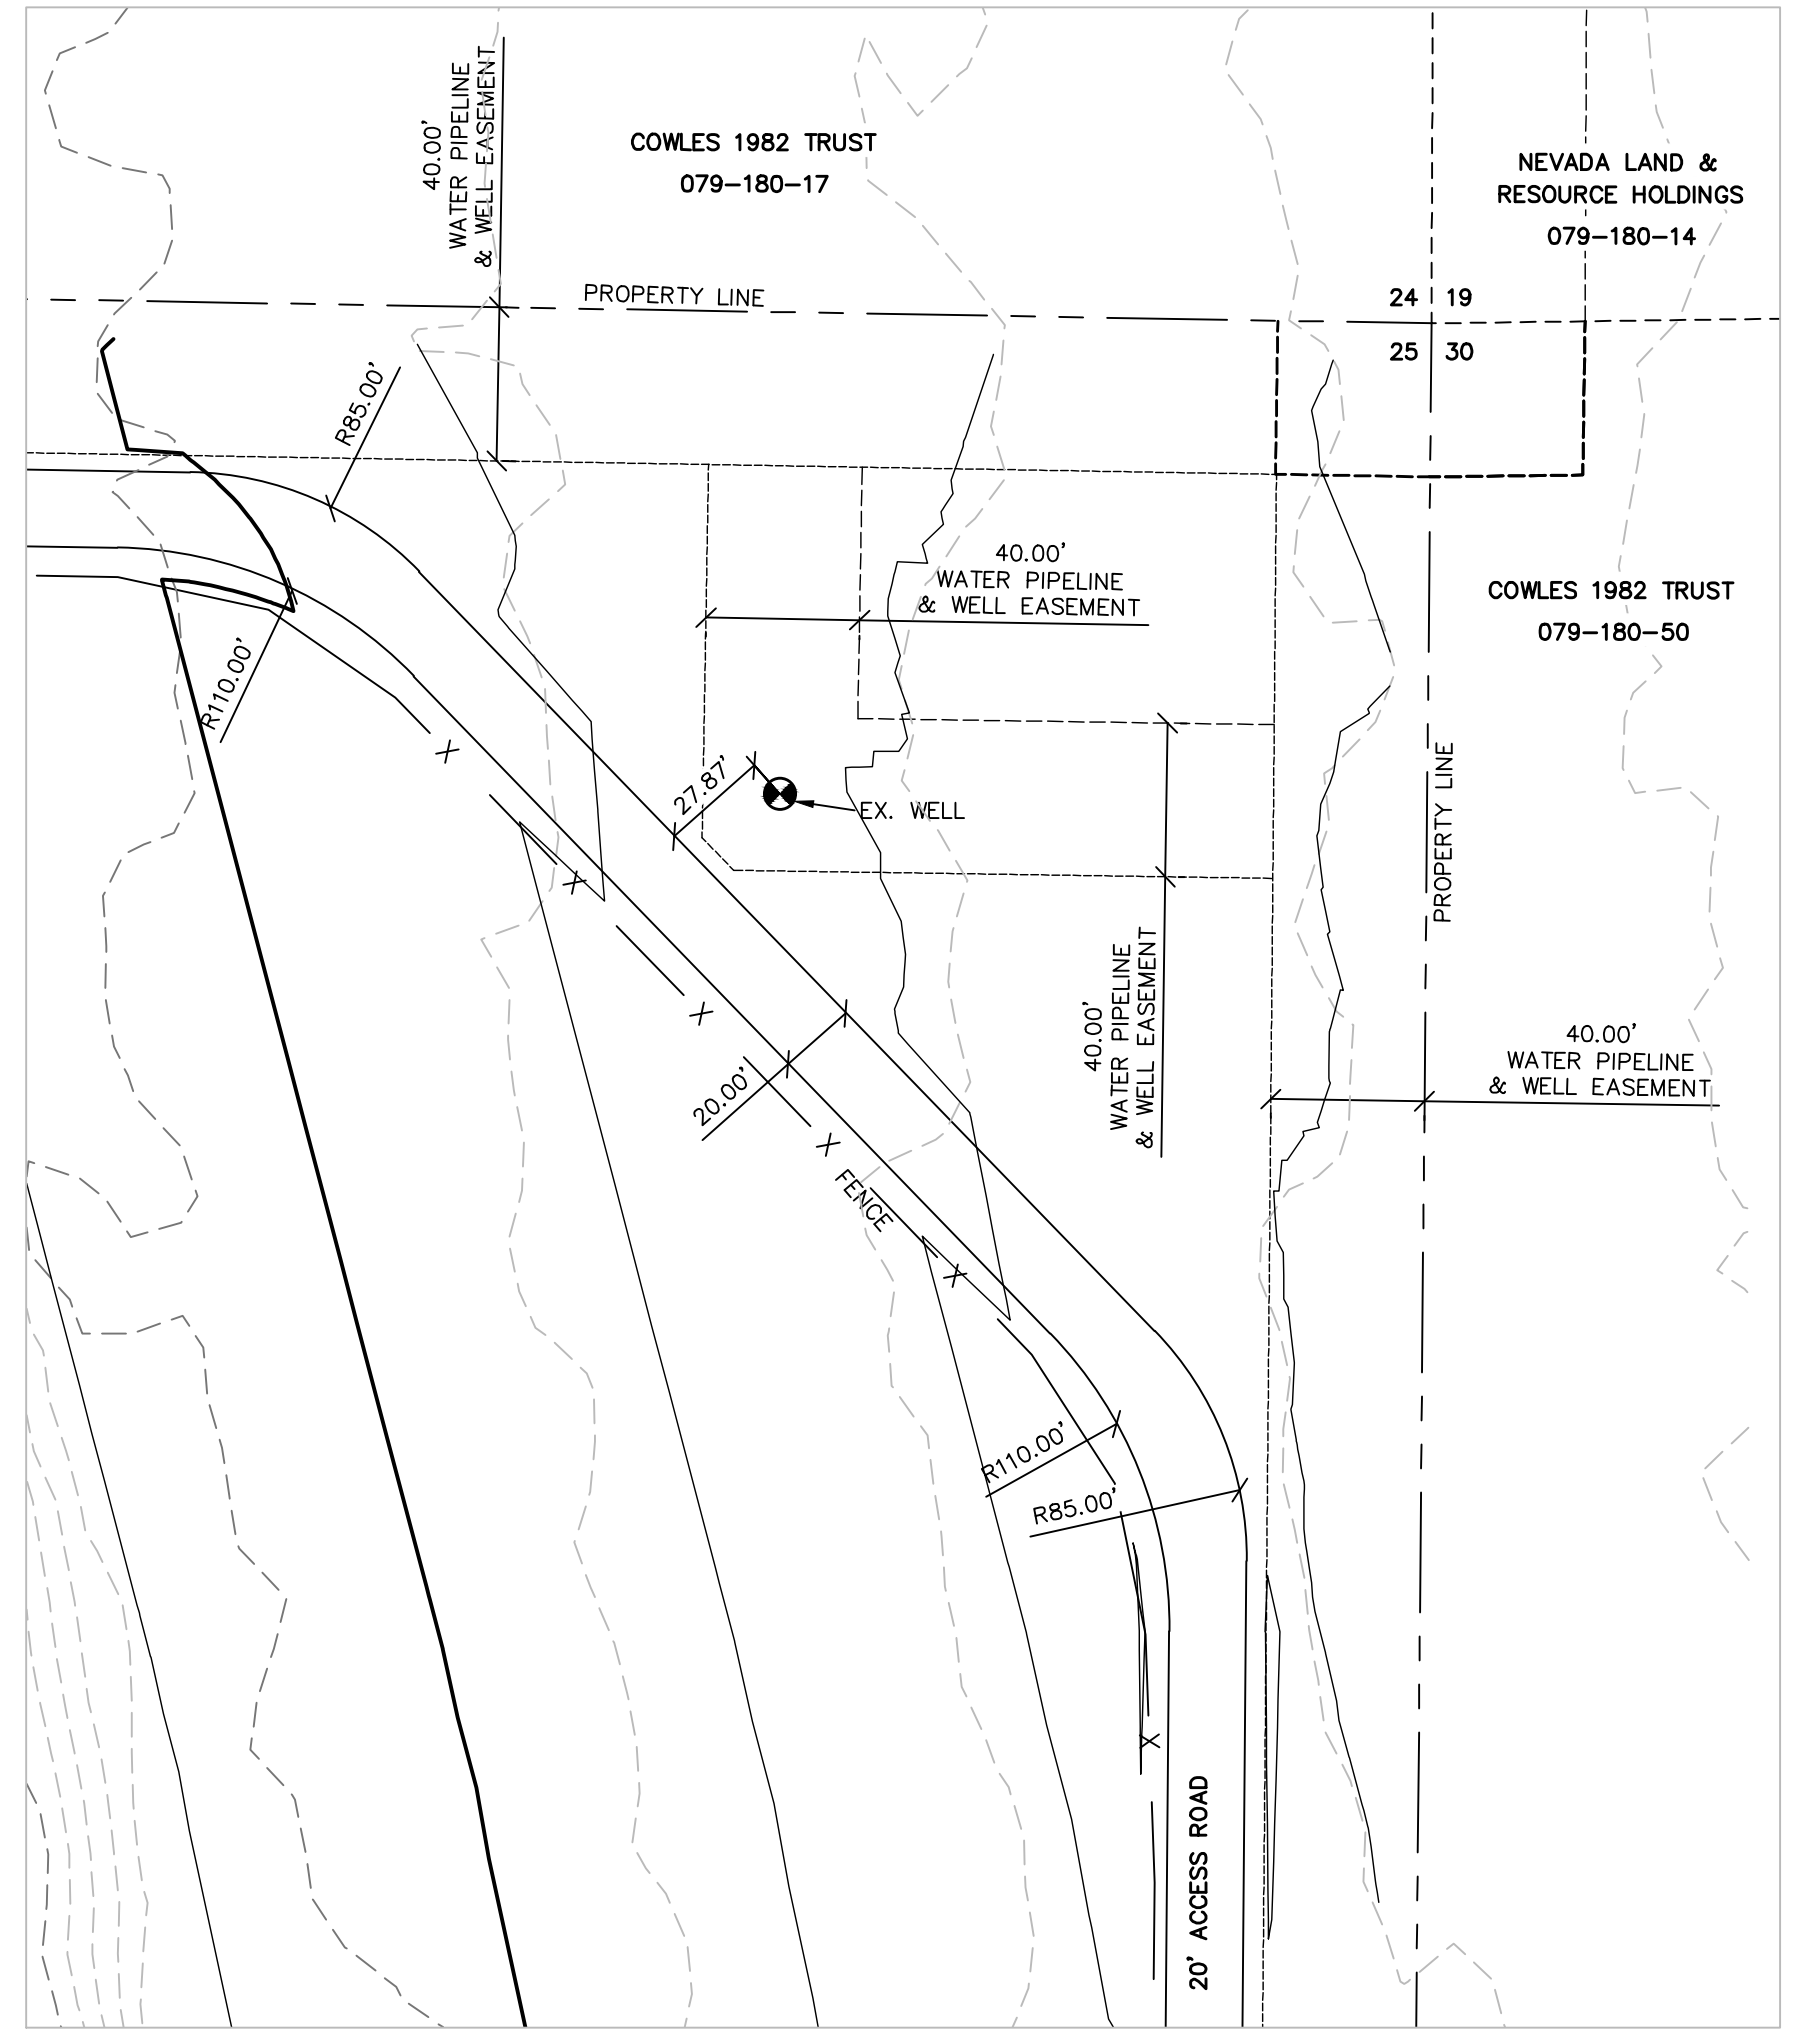 40.00'
WATER PIPELINE
& WELL EASEMENT
COWLES 1982 TRUST
079-180-17
NEVADA LAND &
RESOURCE HOLDINGS
079-180-14
PROPERTY LINE
24 19
25 30
R85.00'
40.00'
WATER PIPELINE
& WELL EASEMENT
COWLES 1982 TRUST
079-180-50
R110.00'
X
27.87'
EX. WELL
PROPERTY LINE
X
40.00'
WATER PIPELINE
& WELL EASEMENT
X
40.00'
WATER PIPELINE
& WELL EASEMENT
20.00'
X
FENCE
X
R110.00'
R85.00'
X
20' ACCESS ROAD